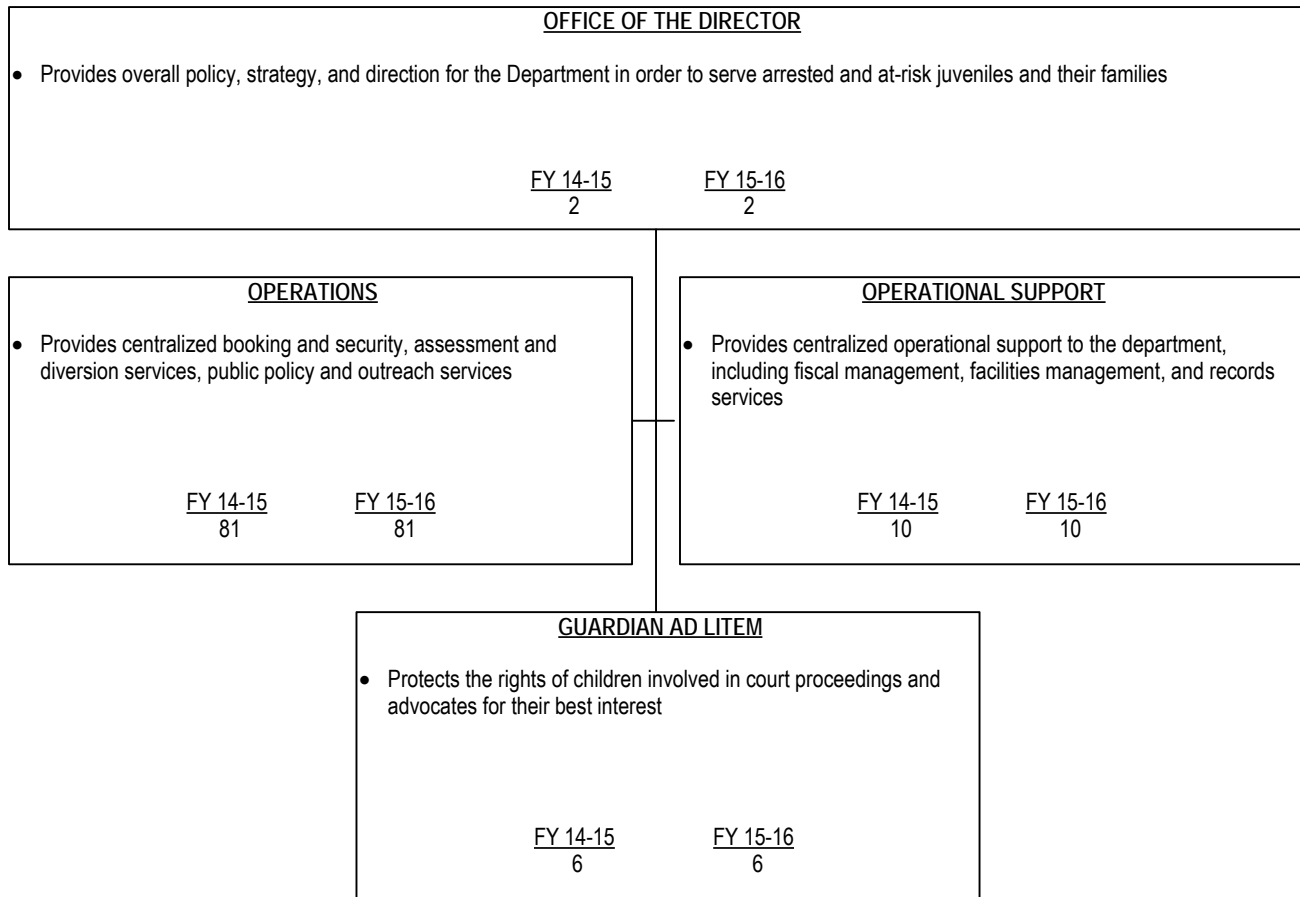 OFFICE OF THE DIRECTOR
• Provides overall policy, strategy, and direction for the Department in order to serve arrested and at-risk juveniles and their families
FY 14-15 FY 15-16
2 2
OPERATIONS
• Provides centralized booking and security, assessment and
diversion services, public policy and outreach services
FY 14-15 FY 15-16
81 81
OPERATIONAL SUPPORT
• Provides centralized operational support to the department,
including fiscal management, facilities management, and records
services
FY 14-15 FY 15-16
10 10
GUARDIAN AD LITEM
• Protects the rights of children involved in court proceedings and
advocates for their best interest
FY 14-15 FY 15-16
6 6